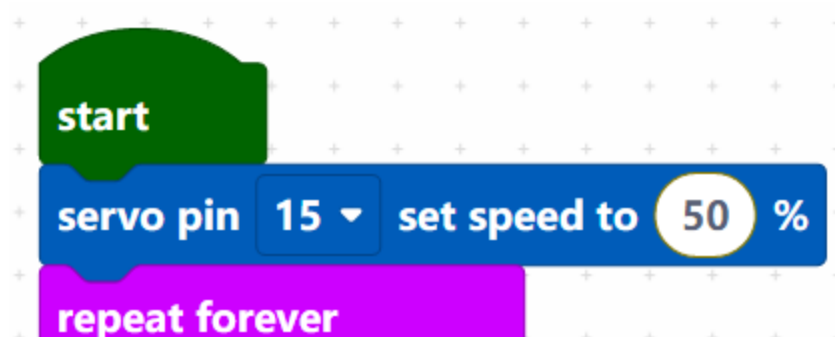 start
servo pin 15 set speed to 50 %
repeat forever